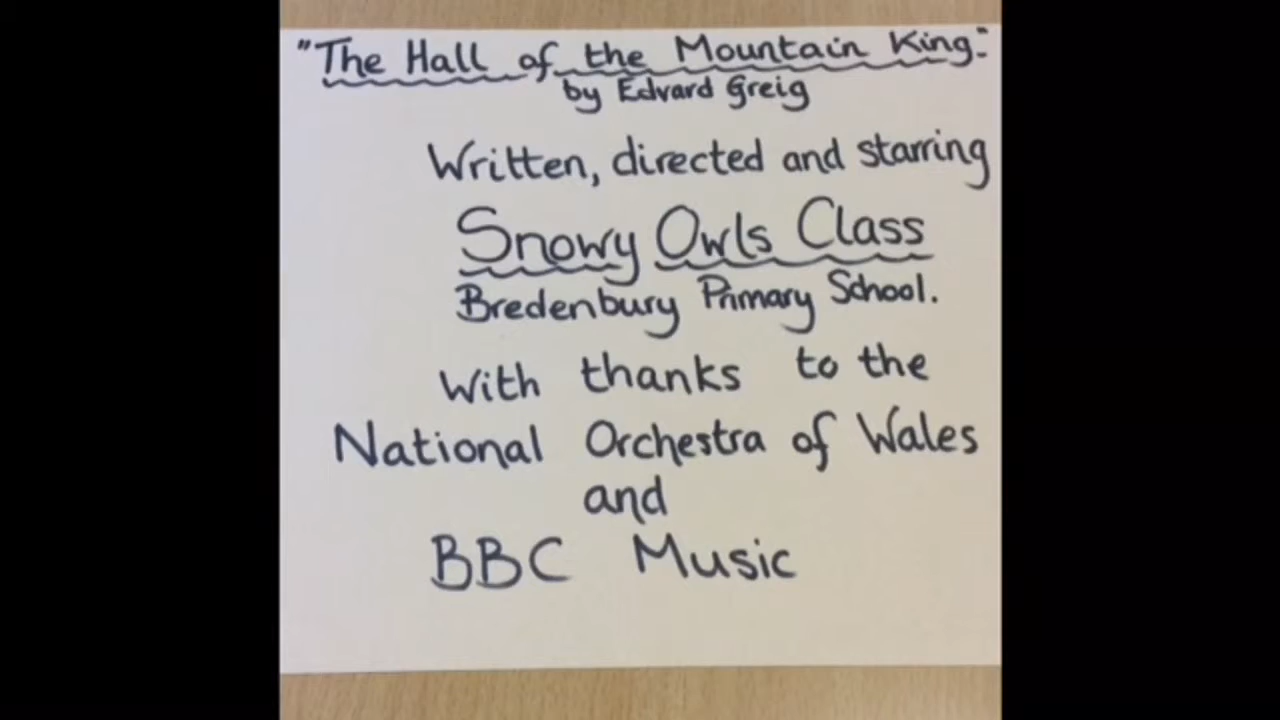 "The Hall of the Mountain King."
by Edvard Greig
Written, directed and starring
Snowy Owls Class
Bredenbury Primary School.
With thanks to the
National Orchestra of Wales
and
BBC Music